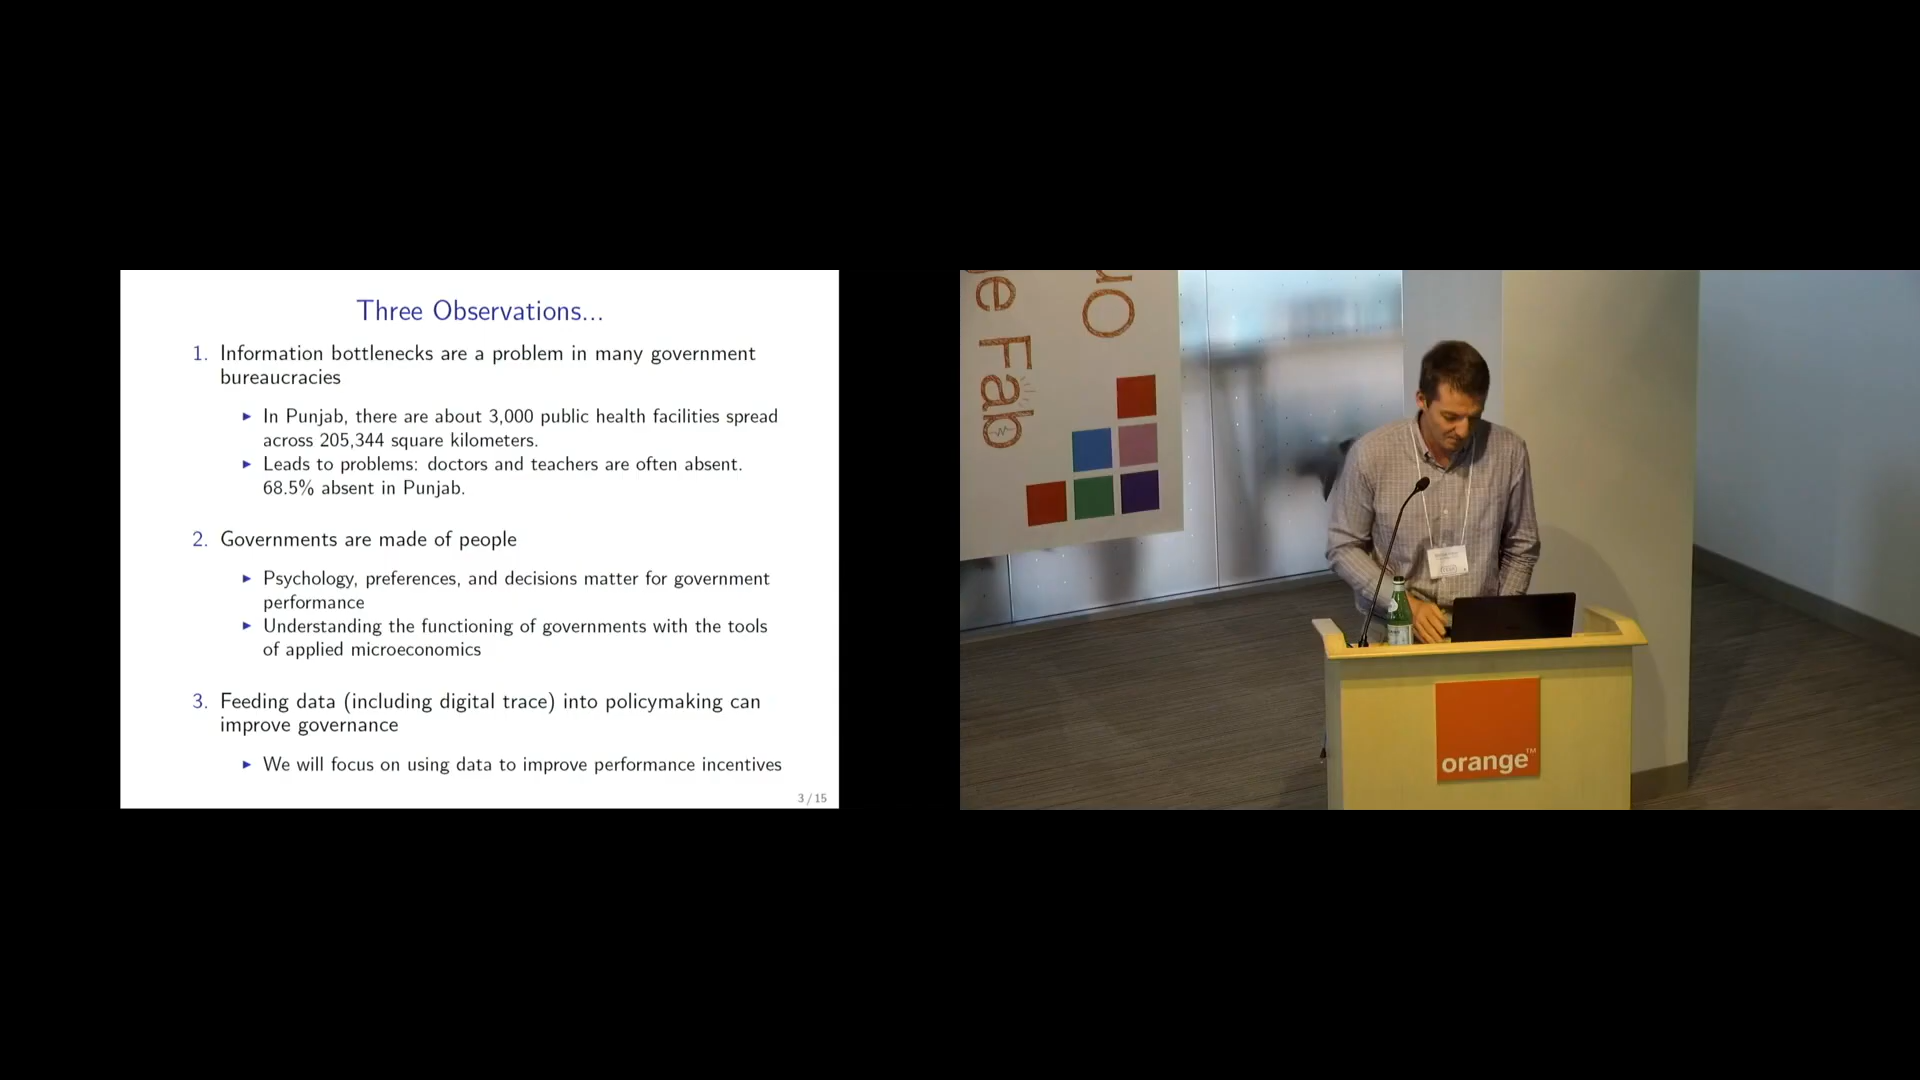 Three Observations...
1. Information bottlenecks are a problem in many government
bureaucracies
► In Punjab, there are about 3,000 public health facilities spread
across 205,344 square kilometers.
► Leads to problems: doctors and teachers are often absent.
68.5% absent in Punjab.
2. Governments are made of people
► Psychology, preferences, and decisions matter for government
performance
► Understanding the functioning of governments with the tools
of applied microeconomics
3. Feeding data (including digital trace) into policymaking can
improve governance
► We will focus on using data to improve performance incentives
3 / 15
ge Fab
orange™